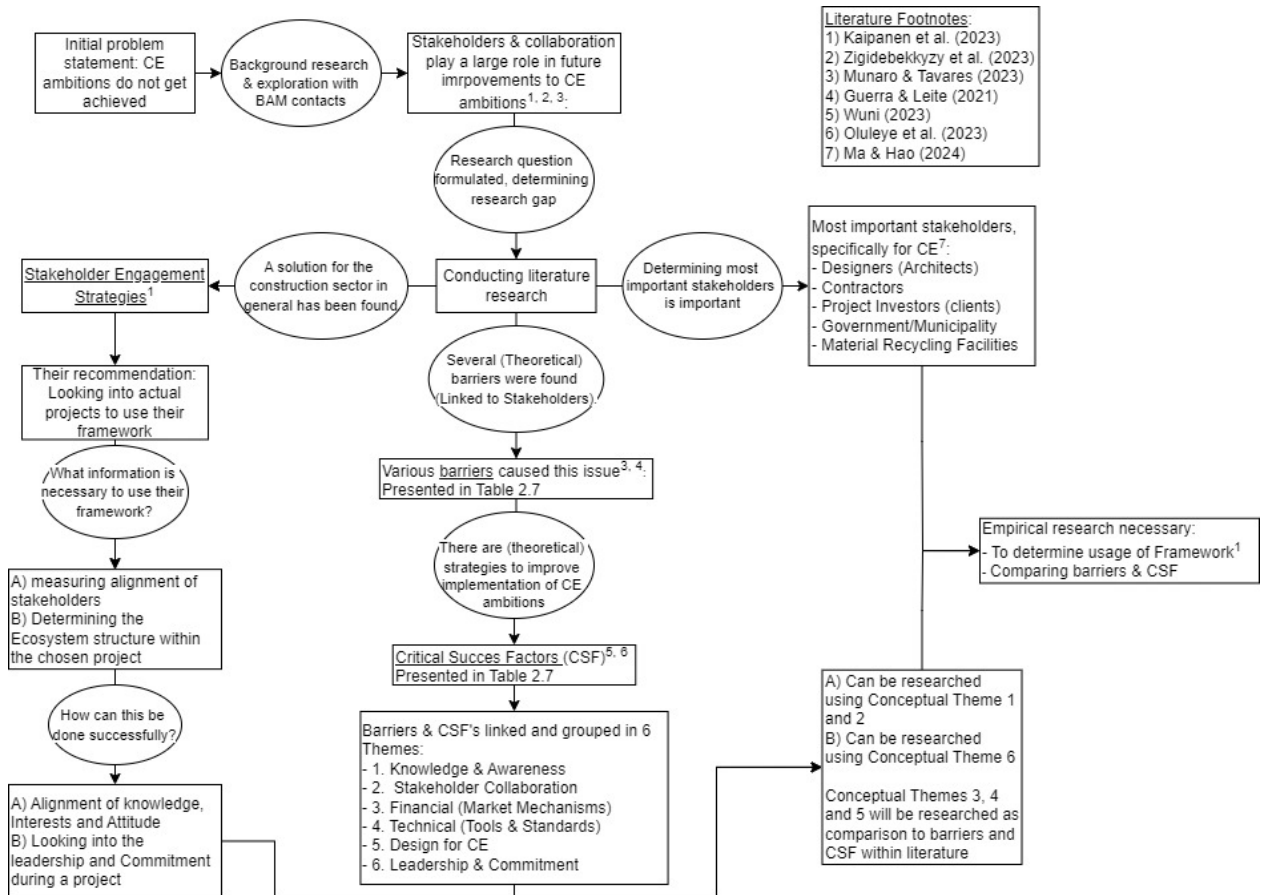 Initial problem
statement: CE
ambitions do not get
achieved
Background research
& exploration with
BAM contacts
Stakeholders & collaboration
play a large role in future
imrpovements to CE
ambitions1, 2, 3:
Literature Footnotes:
1) Kaipanen et al. (2023)
2) Zigidebekkyzy et al. (2023)
3) Munaro & Tavares (2023)
4) Guerra & Leite (2021)
5) Wuni (2023)
6) Oluleye et al. (2023)
7) Ma & Hao (2024)
Research question
formulated, determining
research gap
Stakeholder Engagement
Strategies1
A solution for the
construction sector in
general has been found
Conducting literature
research
Determining most
important stakeholders
is important
Most important stakeholders,
specifically for CE7:
- Designers (Architects)
- Contractors
- Project Investors (clients)
- Government/Municipality
- Material Recycling Facilities
Their recommendation:
Looking into actual
projects to use their
framework
Several (Theoretical)
barriers were found
(Linked to Stakeholders).
What information is
necessary to use their
framework?
Various barriers caused this issue3, 4:
Presented in Table 2.7
There are (theoretical)
strategies to improve
implementation of CE
ambitions
Empirical research necessary:
- To determine usage of Framework1
- Comparing barriers & CSF
A) measuring alignment of
stakeholders
B) Determining the
Ecosystem structure within
the chosen project
Critical Succes Factors (CSF)5, 6
Presented in Table 2.7
How can this be
done successfully?
Barriers & CSF's linked and grouped in 6
Themes:
- 1. Knowledge & Awareness
- 2. Stakeholder Collaboration
- 3. Financial (Market Mechanisms)
- 4. Technical (Tools & Standards)
- 5. Design for CE
- 6. Leadership & Commitment
A) Can be researched
using Conceptual Theme 1
and 2
B) Can be researched
using Conceptual Theme 6
Conceptual Themes 3, 4
and 5 will be researched as
comparison to barriers and
CSF within literature
A) Alignment of knowledge,
Interests and Attitude
B) Looking into the
leadership and Commitment
during a project